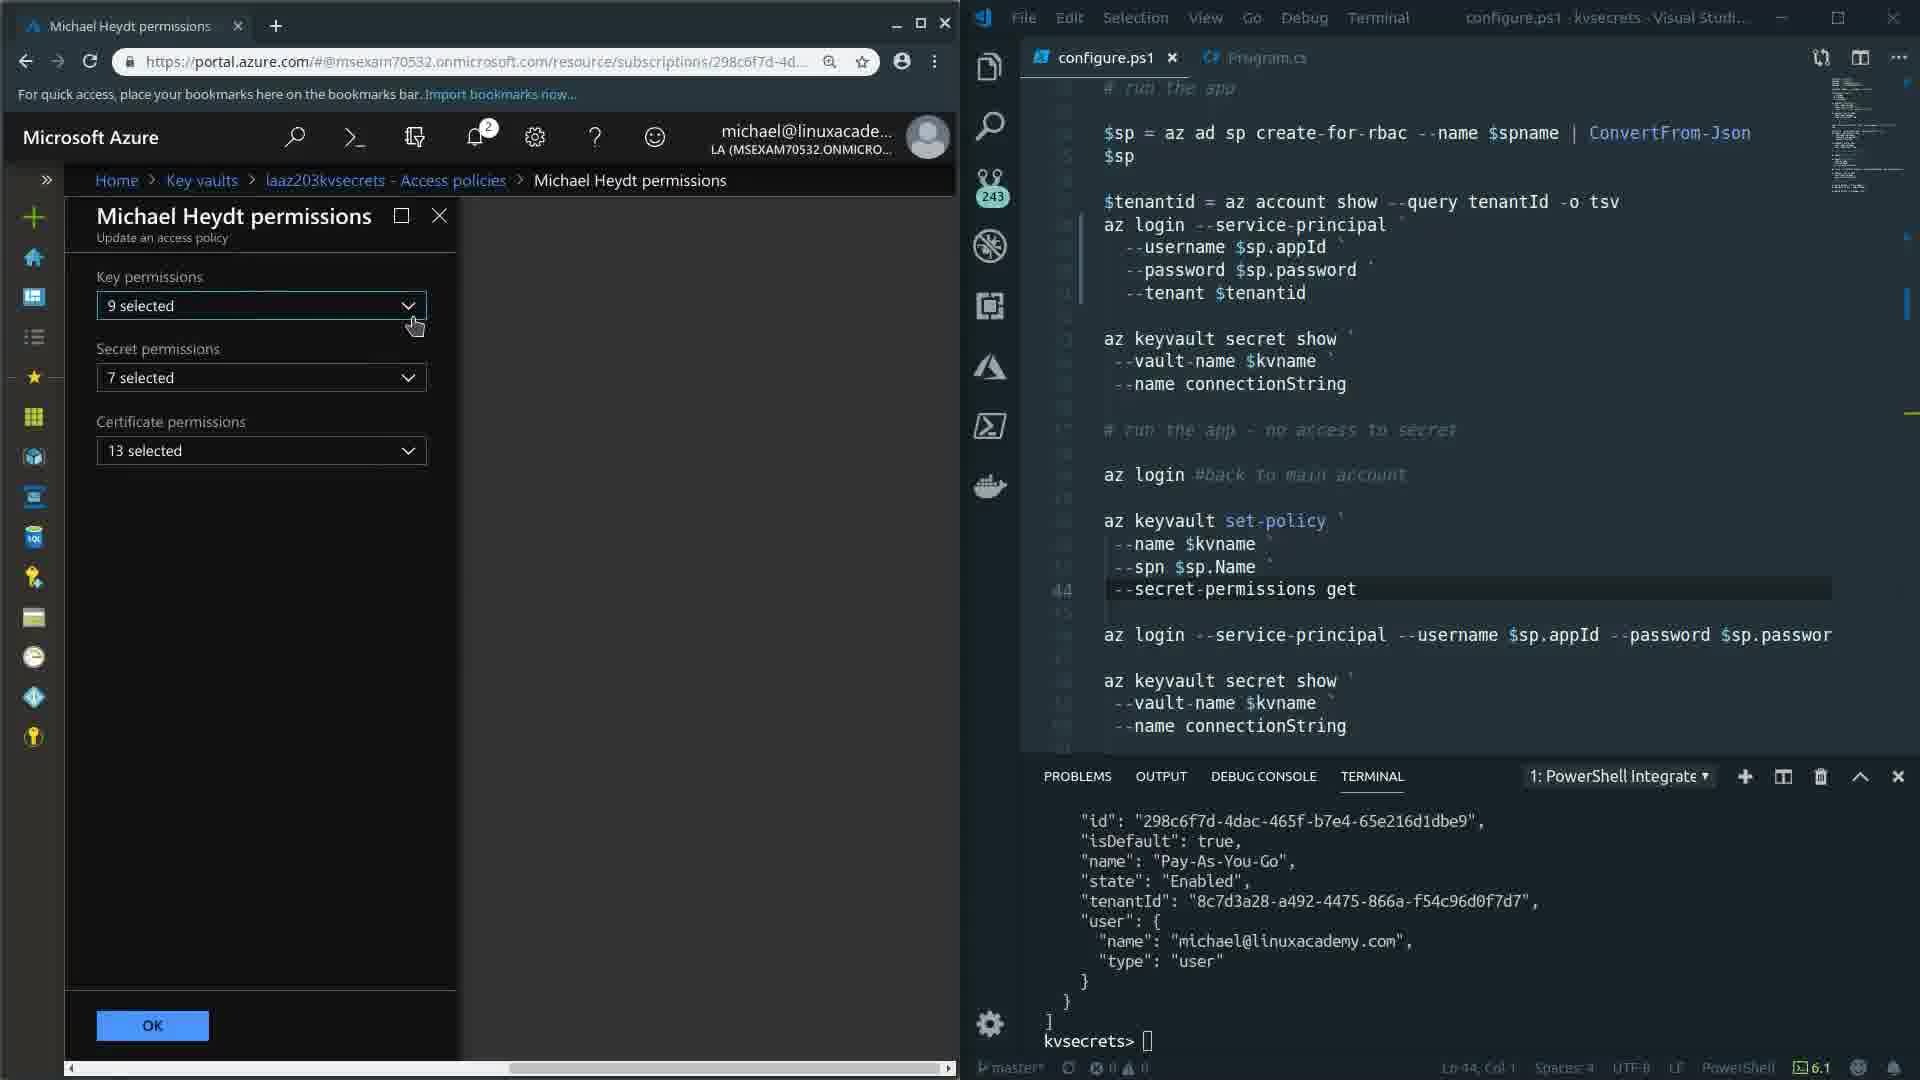 Michael Heydt permissions
https://portal.azure.com/#@msexam70532.onmicrosoft.com/resource/subscriptions/298c6f7d-4d...
For quick access, place your bookmarks here on the bookmarks bar. Import bookmarks now...
Microsoft Azure
2
michael@linuxacade...
LA (MSEXAM70532.ONMICRO...
Home > Key vaults > laaz203kvsecrets - Access policies > Michael Heydt permissions
Michael Heydt permissions
Update an access policy
Key permissions
9 selected
Secret permissions
7 selected
Certificate permissions
13 selected
OK
File Edit Selection View Go Debug Terminal configure.ps1 - kvsecrets - Visual Studi...
configure.ps1 Program.cs
243
# run the app
$sp = az ad sp create-for-rbac --name $spname | ConvertFrom-Json
$sp
$tenantid = az account show --query tenantId -o tsv
az login --service-principal `
--username $sp.appId `
--password $sp.password `
--tenant $tenantid
az keyvault secret show `
--vault-name $kvname `
--name connectionString
# run the app - no access to secret
az login #back to main account
az keyvault set-policy `
--name $kvname `
--spn $sp.Name `
44 --secret-permissions get
az login --service-principal --username $sp.appId --password $sp.passwor
az keyvault secret show `
--vault-name $kvname `
--name connectionString
PROBLEMS OUTPUT DEBUG CONSOLE TERMINAL 1: PowerShell Integrate
"id": "298c6f7d-4dac-465f-b7e4-65e216d1dbe9",
"isDefault": true,
"name": "Pay-As-You-Go",
"state": "Enabled",
"tenantId": "8c7d3a28-a492-4475-866a-f54c96d0f7d7",
"user": {
"name": "michael@linuxacademy.com",
"type": "user"
}
}
]
kvsecrets>
master* 0 0 Ln 44, Col 1 Spaces: 4 UTF-8 LF PowerShell 6.1